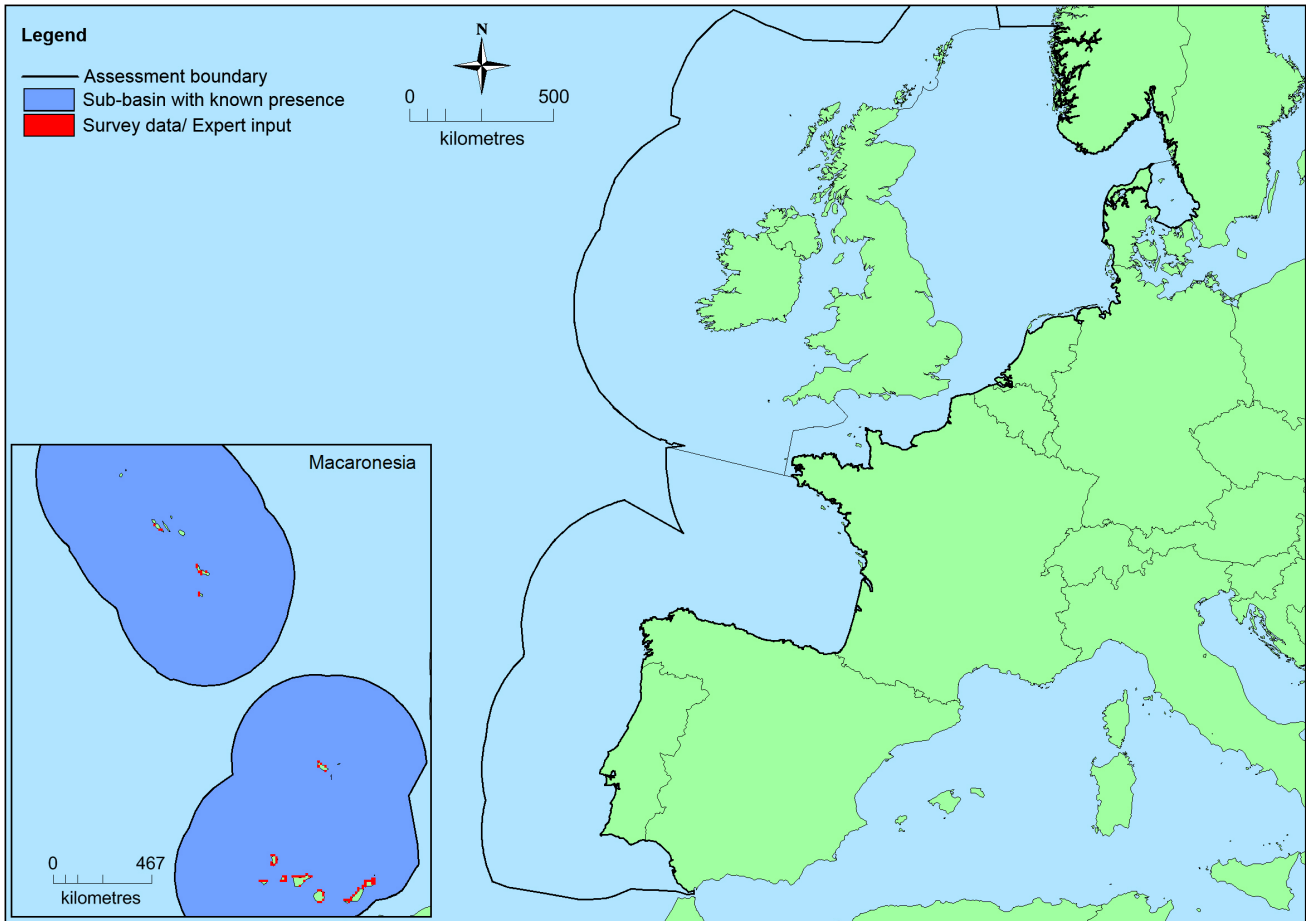 Legend
Assessment boundary
Sub-basin with known presence
Survey data/ Expert input
N
0 500
kilometres
Macaronesia
0 467
kilometres